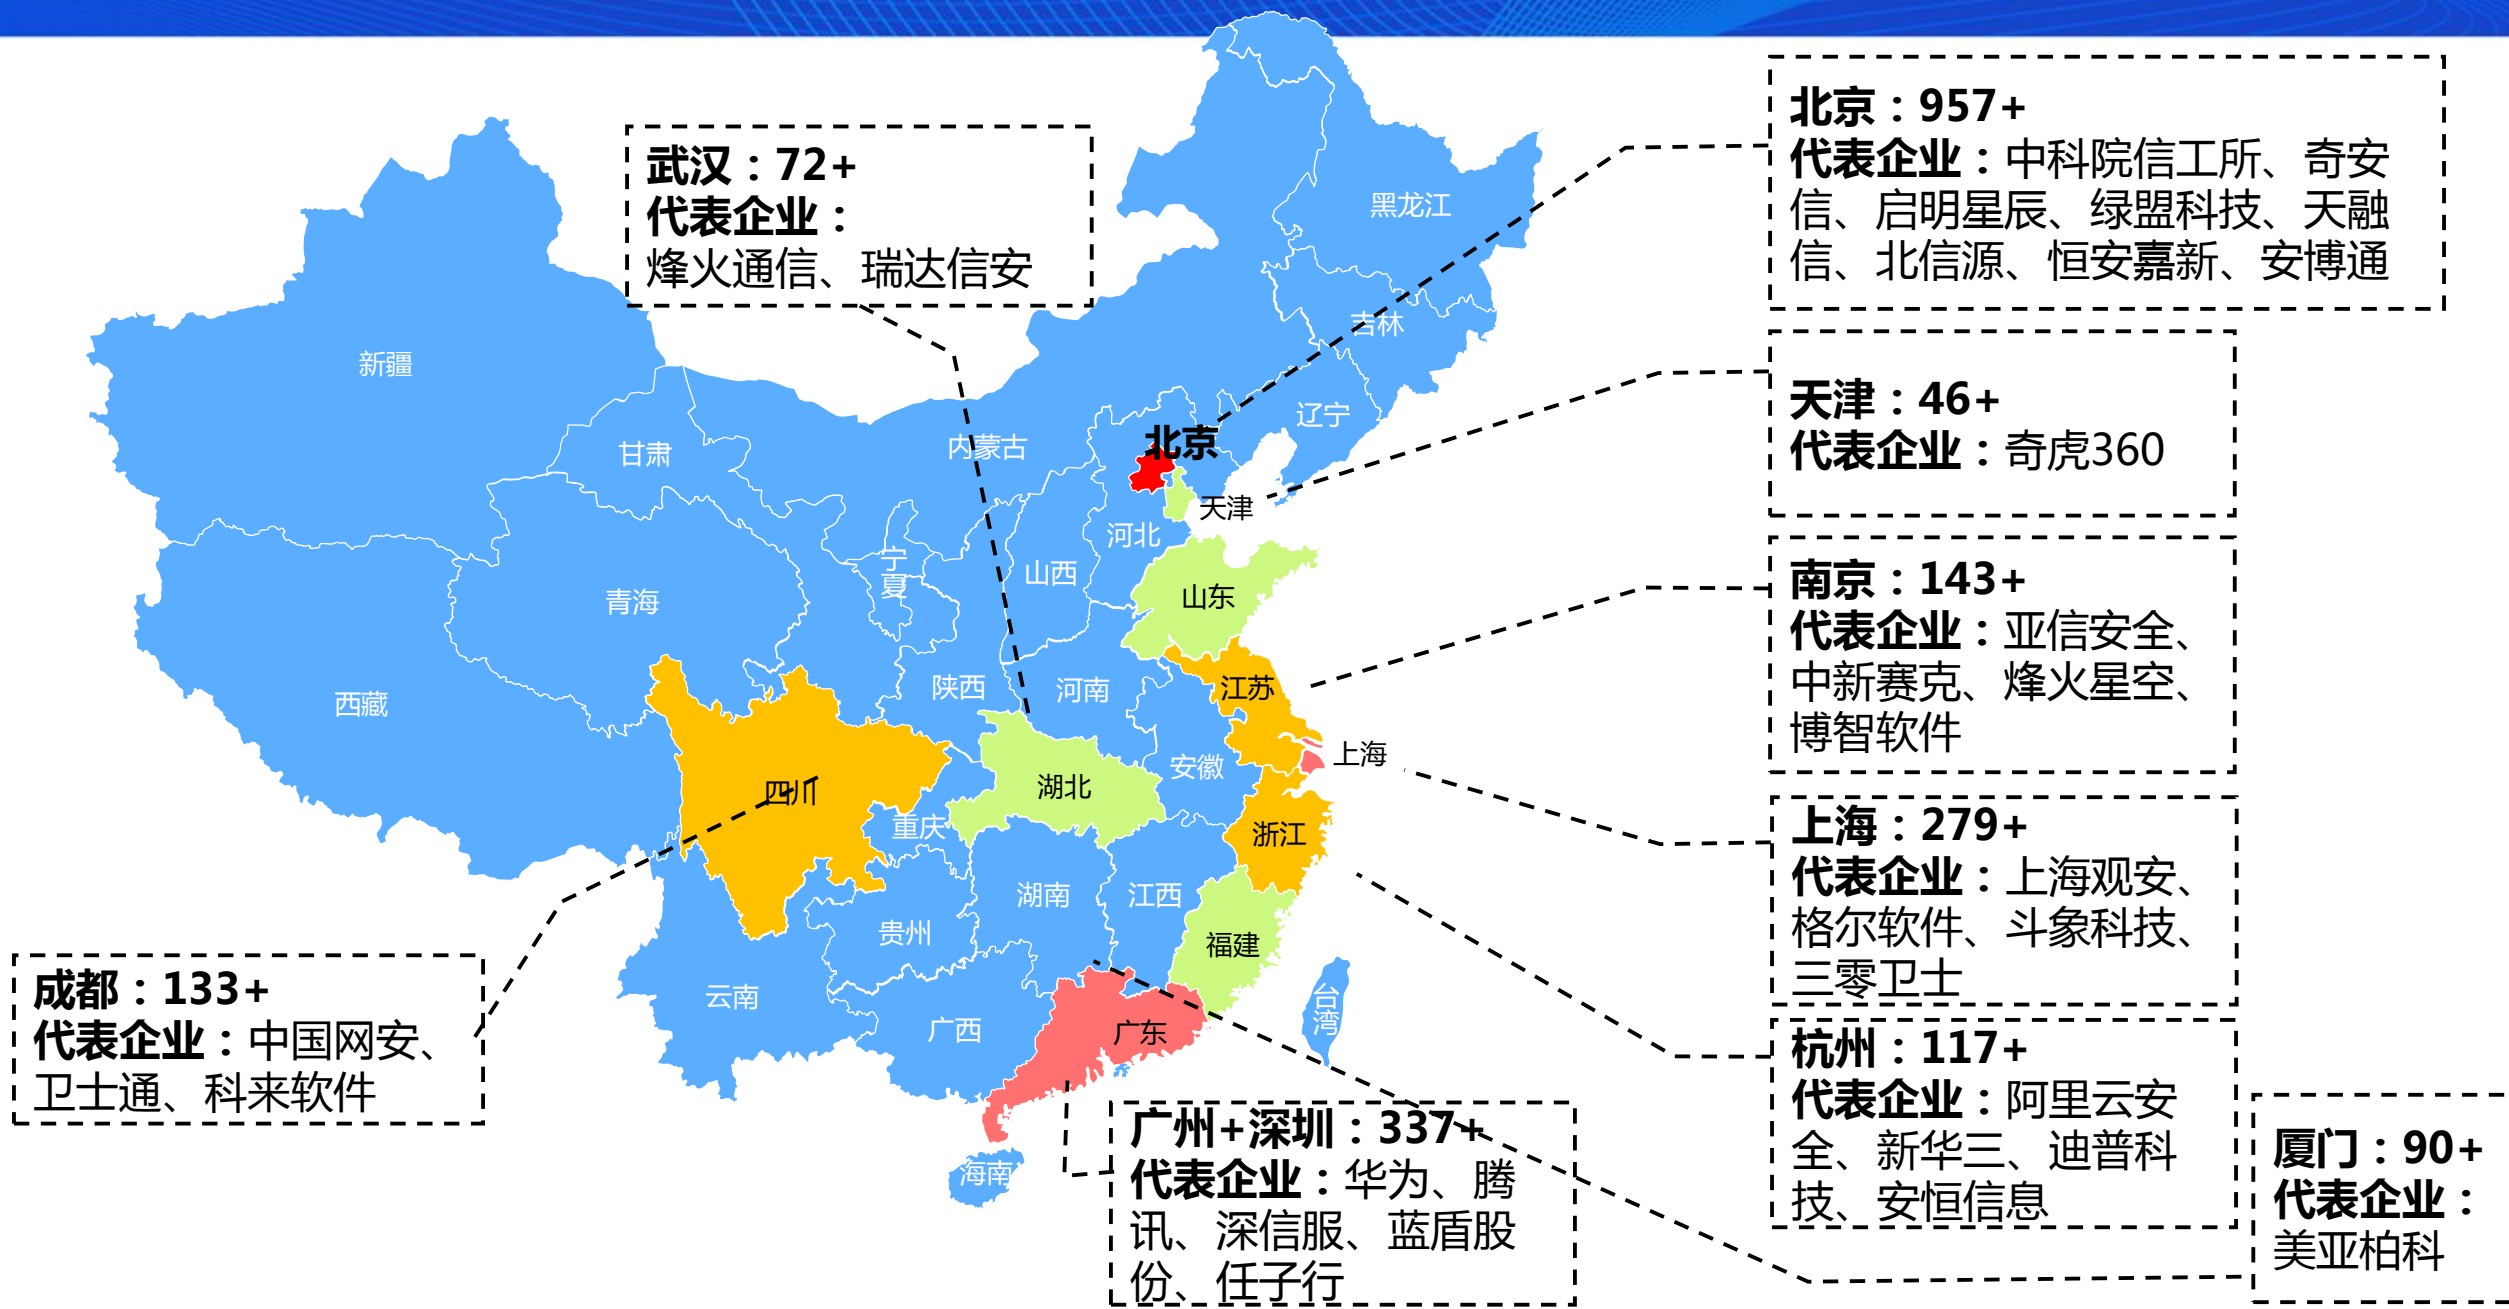 北京：957+
代表企业：中科院信工所、奇安
信、启明星辰、绿盟科技、天融
信、北信源、恒安嘉新、安博通
武汉：72+
代表企业：
烽火通信、瑞达信安
天津：46+
代表企业：奇虎360
南京：143+
代表企业：亚信安全、
中新赛克、烽火星空、
博智软件
上海：279+
代表企业：上海观安、
格尔软件、斗象科技、
三零卫士
杭州：117+
代表企业：阿里云安
全、新华三、迪普科
技、安恒信息
成都：133+
代表企业：中国网安、
卫士通、科来软件
广州+深圳：337+
代表企业：华为、腾
讯、深信服、蓝盾股
份、任子行
厦门：90+
代表企业：
美亚柏科
黑龙江
吉林
新疆
辽宁
内蒙古
北京
甘肃
天津
河北
宁
夏
山西
山东
青海
陕西
河南
江苏
西藏
上海
安徽
湖北
四川
重庆
浙江
湖南
江西
贵州
福建
云南
台
湾
广西
广东
海南